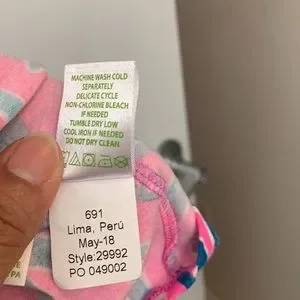 MACHINE WASH COLD
SEPARATELY
DELICATE CYCLE
NON-CHLORINE BLEACH
IF NEEDED
TUMBLE DRY LOW
COOL IRON IF NEEDED
DO NOT DRY CLEAN
691
Lima, Perú
May-18
Style:29992
PO 049002